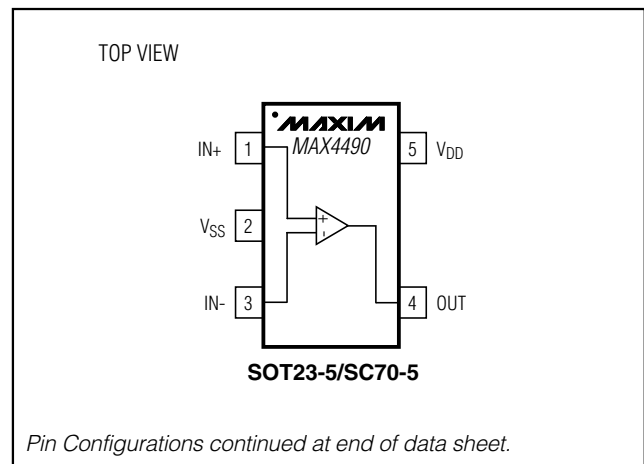 TOP VIEW
MAXIM
IN+ 1 MAX4490 5 VDD
+
VSS 2
-
IN- 3 4 OUT
SOT23-5/SC70-5
Pin Configurations continued at end of data sheet.